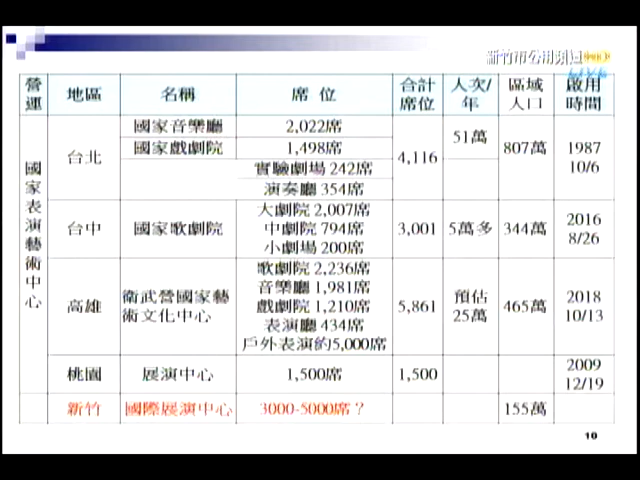 新竹市公用頻道
LIVE
營運 地區 名稱 席 位 合計席位 人次/年 區域人口 啟用時間
國家表演藝術中心
台北 國家音樂廳 2,022席 4,116 51萬 807萬 1987 10/6
國家戲劇院 1,498席
實驗劇場 242席
演奏廳 354席
台中 國家歌劇院 大劇院 2,007席 3,001 5萬多 344萬 2016 8/26
中劇院 794席
小劇場 200席
高雄 衛武營國家藝術文化中心 歌劇院 2,236席 5,861 預估25萬 465萬 2018 10/13
音樂廳 1,981席
戲劇院 1,210席
表演廳 434席
戶外表演約5,000席
桃園 展演中心 1,500席 1,500 2009 12/19
新竹 國際展演中心 3000-5000席？ 155萬
10